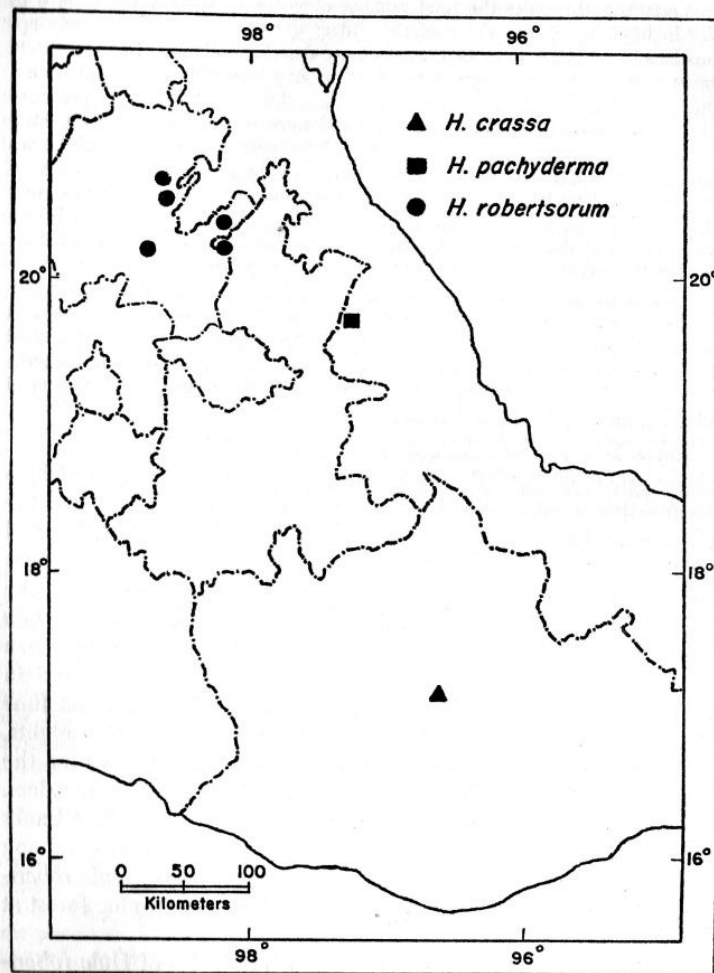 98° 96°
▲ H. crassa
■ H. pachyderma
● H. robertsorum
20° 20°
18° 18°
16° 16°
0 50 100
Kilometers
98° 96°